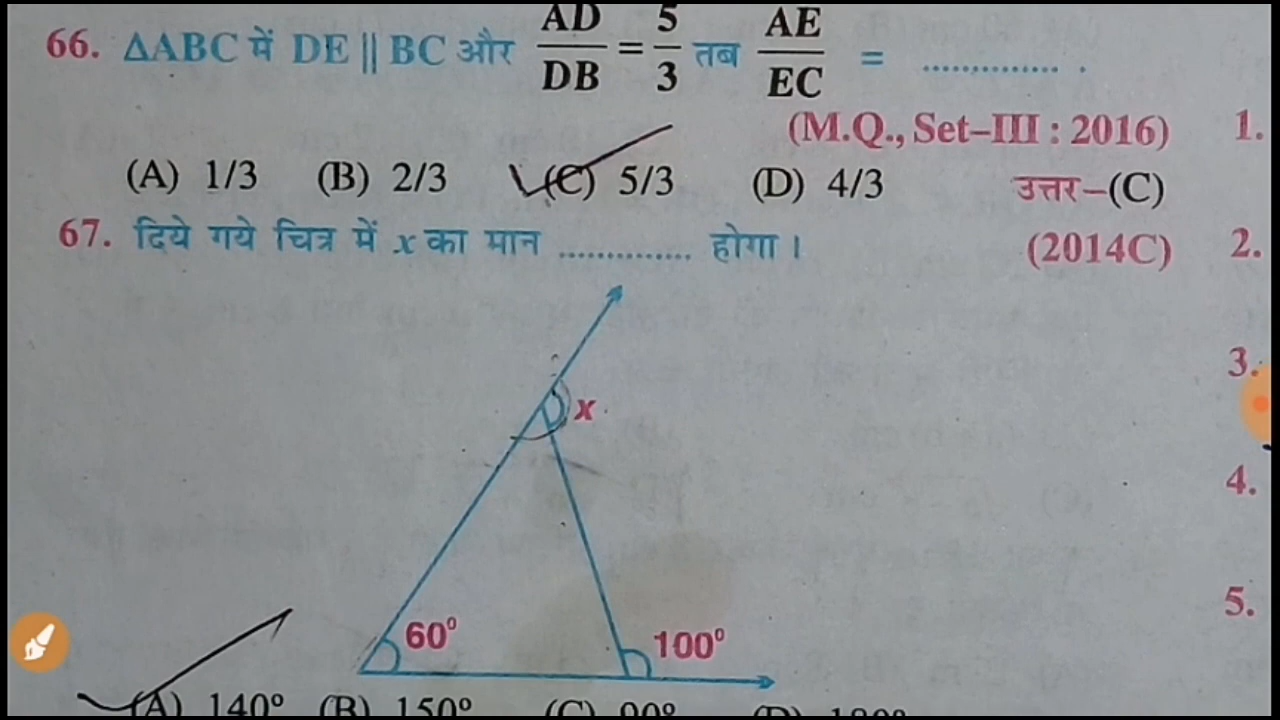 66. ΔABC में DE || BC और AD/DB = 5/3 तब AE/EC = .............. .
(M.Q., Set–III : 2016) 1.
(A) 1/3 (B) 2/3 (C) 5/3 (D) 4/3 उत्तर–(C)
67. दिये गये चित्र में x का मान .............. होगा । (2014C) 2.
3.
x
4.
5.
60° 100°
(A) 140° (B) 150° (C) 90° (D)